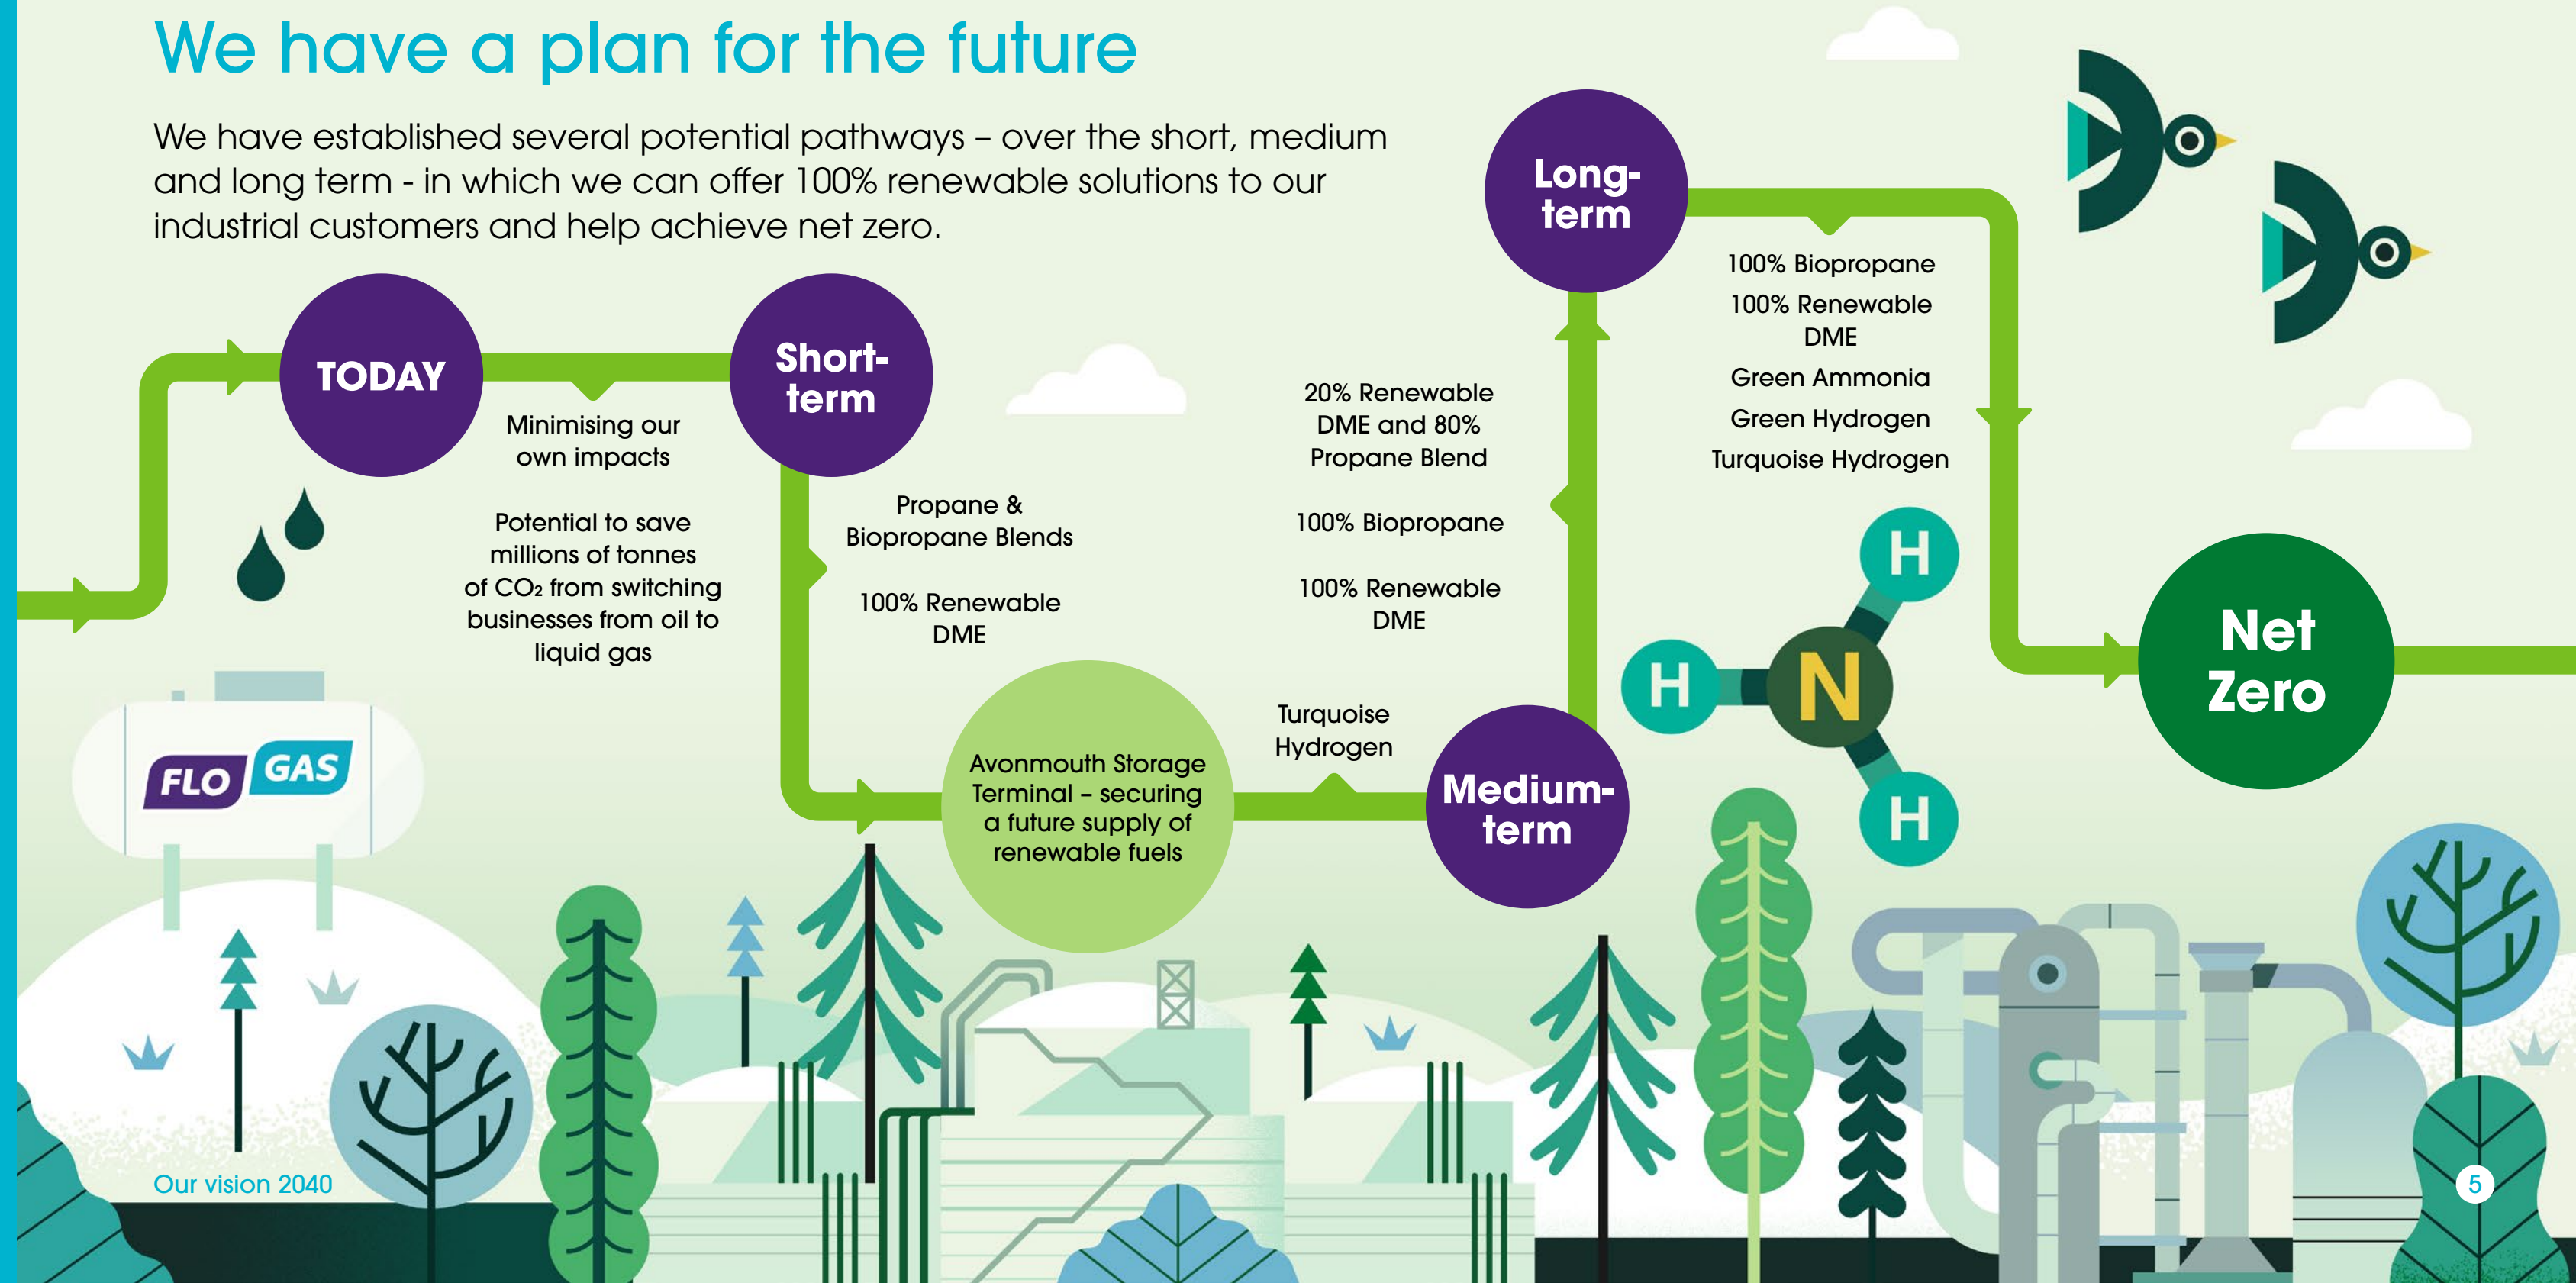 We have a plan for the future
We have established several potential pathways – over the short, medium
and long term - in which we can offer 100% renewable solutions to our
industrial customers and help achieve net zero.
TODAY
Minimising our
own impacts
Potential to save
millions of tonnes
of CO₂ from switching
businesses from oil to
liquid gas
Short-
term
Propane &
Biopropane Blends
100% Renewable
DME
Avonmouth Storage
Terminal – securing
a future supply of
renewable fuels
Turquoise
Hydrogen
Medium-
term
20% Renewable
DME and 80%
Propane Blend
100% Biopropane
100% Renewable
DME
Long-
term
100% Biopropane
100% Renewable
DME
Green Ammonia
Green Hydrogen
Turquoise Hydrogen
H
H
N
H
Net
Zero
FLO GAS
Our vision 2040
5